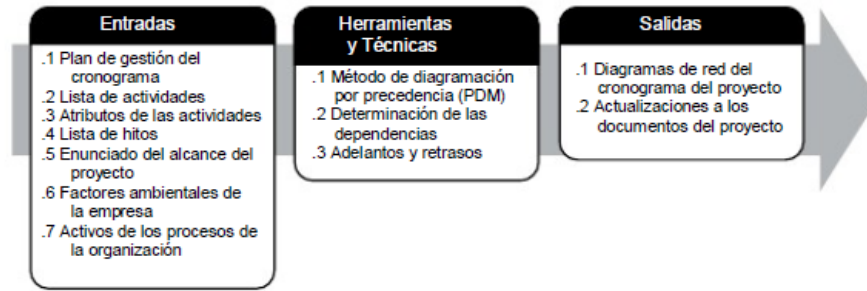 Entradas
.1 Plan de gestión del
cronograma
.2 Lista de actividades
.3 Atributos de las actividades
.4 Lista de hitos
.5 Enunciado del alcance del
proyecto
.6 Factores ambientales de
la empresa
.7 Activos de los procesos de
la organización
Herramientas
y Técnicas
.1 Método de diagramación
por precedencia (PDM)
.2 Determinación de las
dependencias
.3 Adelantos y retrasos
Salidas
.1 Diagramas de red del
cronograma del proyecto
.2 Actualizaciones a los
documentos del proyecto